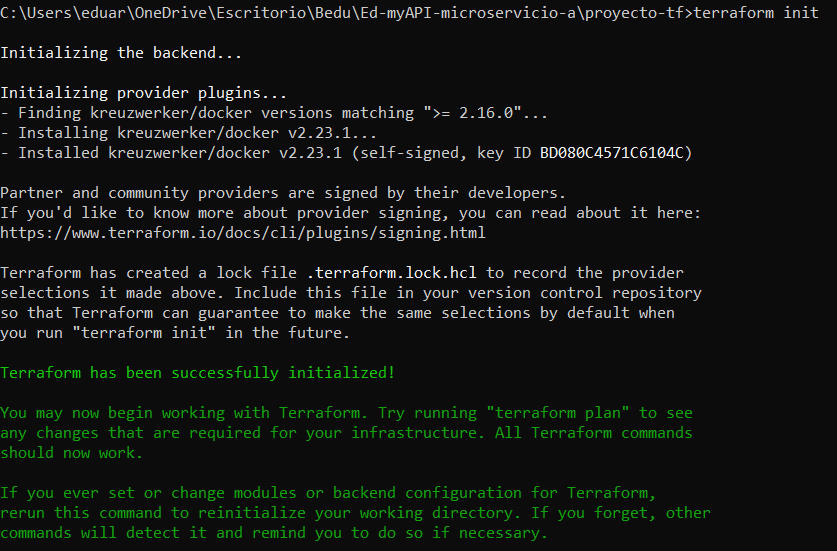 C:\Users\eduar\OneDrive\Escritorio\Bedu\Ed-myAPI-microservicio-a\proyecto-tf>terraform init
Initializing the backend...
Initializing provider plugins...
- Finding kreuzwerker/docker versions matching ">= 2.16.0"...
- Installing kreuzwerker/docker v2.23.1...
- Installed kreuzwerker/docker v2.23.1 (self-signed, key ID BD080C4571C6104C)
Partner and community providers are signed by their developers.
If you'd like to know more about provider signing, you can read about it here:
https://www.terraform.io/docs/cli/plugins/signing.html
Terraform has created a lock file .terraform.lock.hcl to record the provider
selections it made above. Include this file in your version control repository
so that Terraform can guarantee to make the same selections by default when
you run "terraform init" in the future.
Terraform has been successfully initialized!
You may now begin working with Terraform. Try running "terraform plan" to see
any changes that are required for your infrastructure. All Terraform commands
should now work.
If you ever set or change modules or backend configuration for Terraform,
rerun this command to reinitialize your working directory. If you forget, other
commands will detect it and remind you to do so if necessary.